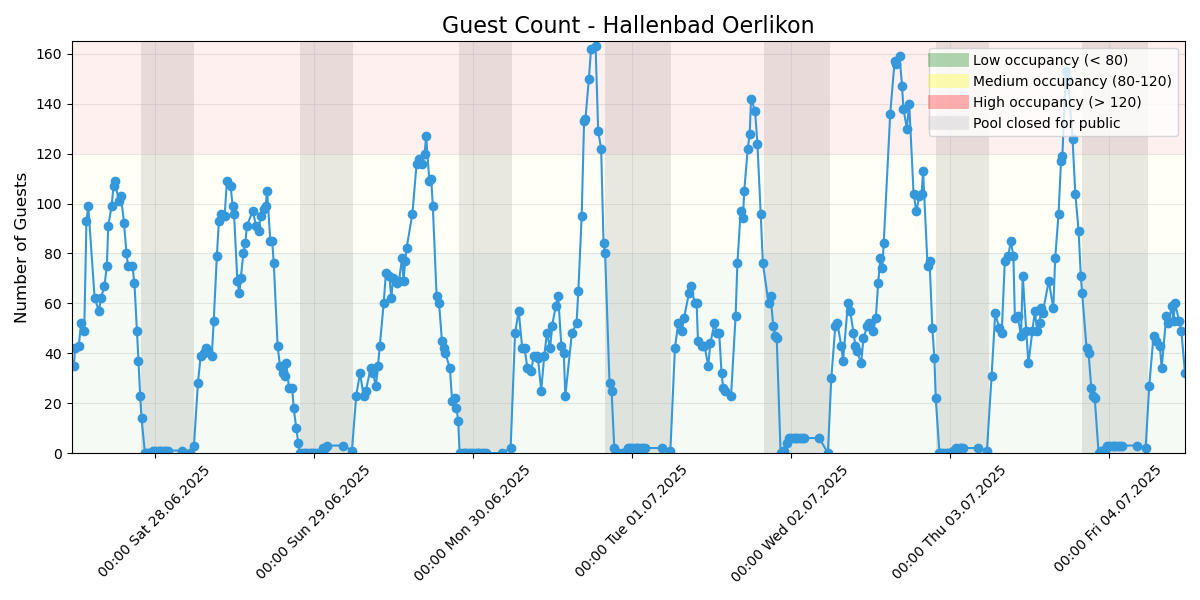 Guest Count - Hallenbad Oerlikon
Number of Guests
160
140
120
100
80
60
40
20
0
Low occupancy (< 80)
Medium occupancy (80-120)
High occupancy (> 120)
Pool closed for public
00:00 Sat 28.06.2025
00:00 Sun 29.06.2025
00:00 Mon 30.06.2025
00:00 Tue 01.07.2025
00:00 Wed 02.07.2025
00:00 Thu 03.07.2025
00:00 Fri 04.07.2025